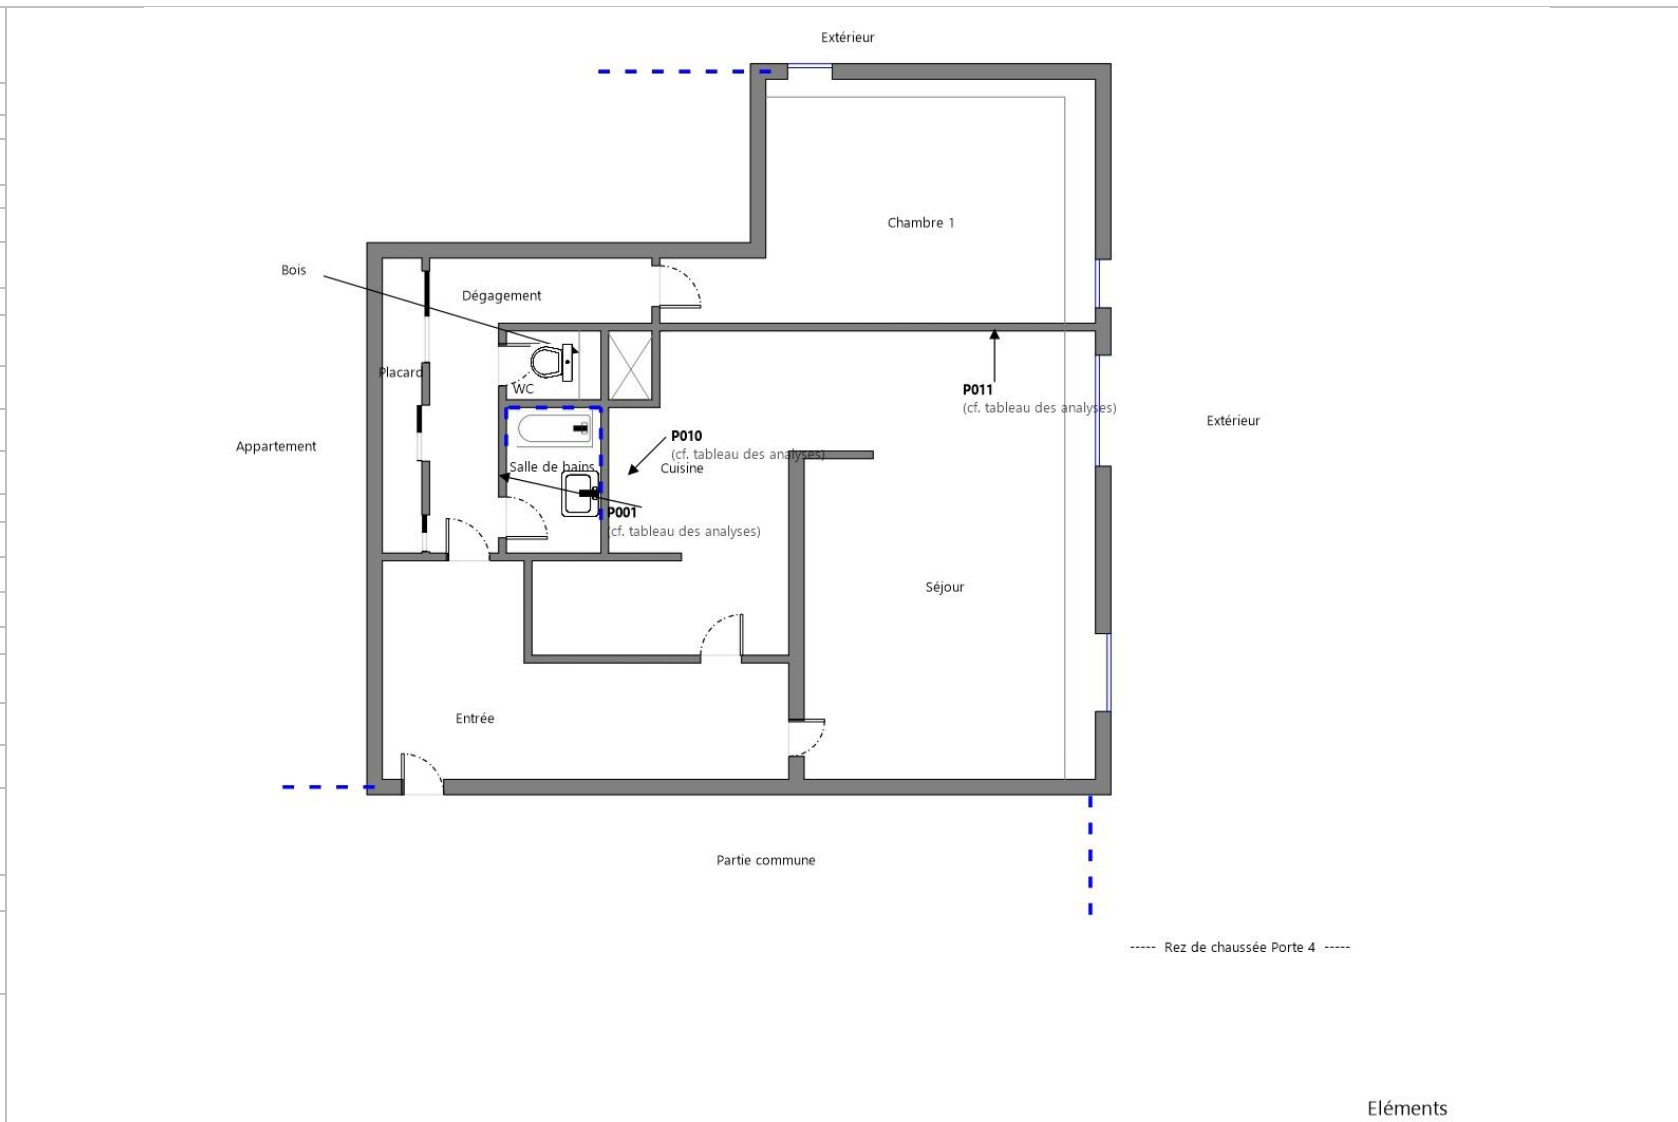 Extérieur
Chambre 1
Bois
Dégagement
Placard
WC
P011
(cf. tableau des analyses)
Extérieur
Appartement
P010
(cf. tableau des analyses)
Salle de bains
Cuisine
P001
(cf. tableau des analyses)
Séjour
Entrée
Partie commune
----- Rez de chaussée Porte 4 -----
Eléments